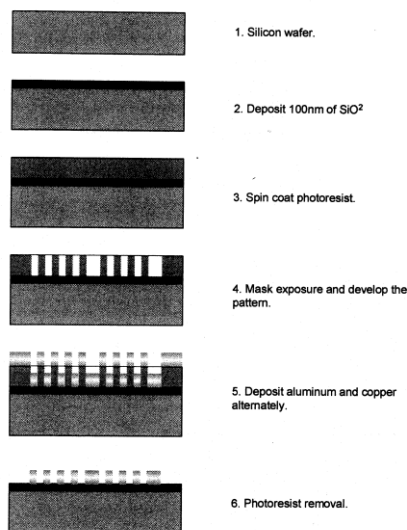 1. Silicon wafer.
2. Deposit 100nm of SiO²
3. Spin coat photoresist.
4. Mask exposure and develop the
pattern.
5. Deposit aluminum and copper
alternately.
6. Photoresist removal.